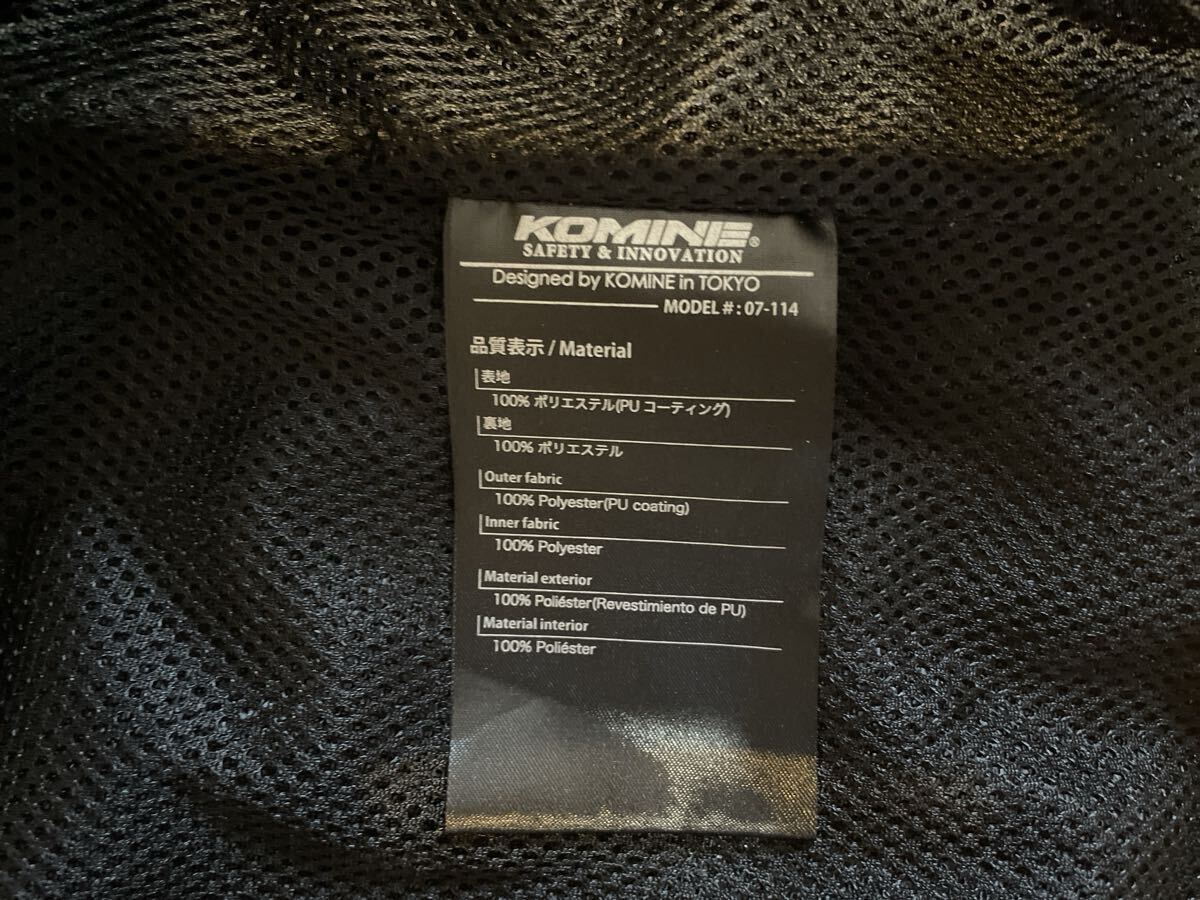 KOMINE®
SAFETY & INNOVATION
Designed by KOMINE in TOKYO
MODEL # : 07-114
品質表示 / Material
表地
100% ポリエステル(PU コーティング)
裏地
100% ポリエステル
Outer fabric
100% Polyester(PU coating)
Inner fabric
100% Polyester
Material exterior
100% Poliéster(Revestimiento de PU)
Material interior
100% Poliéster